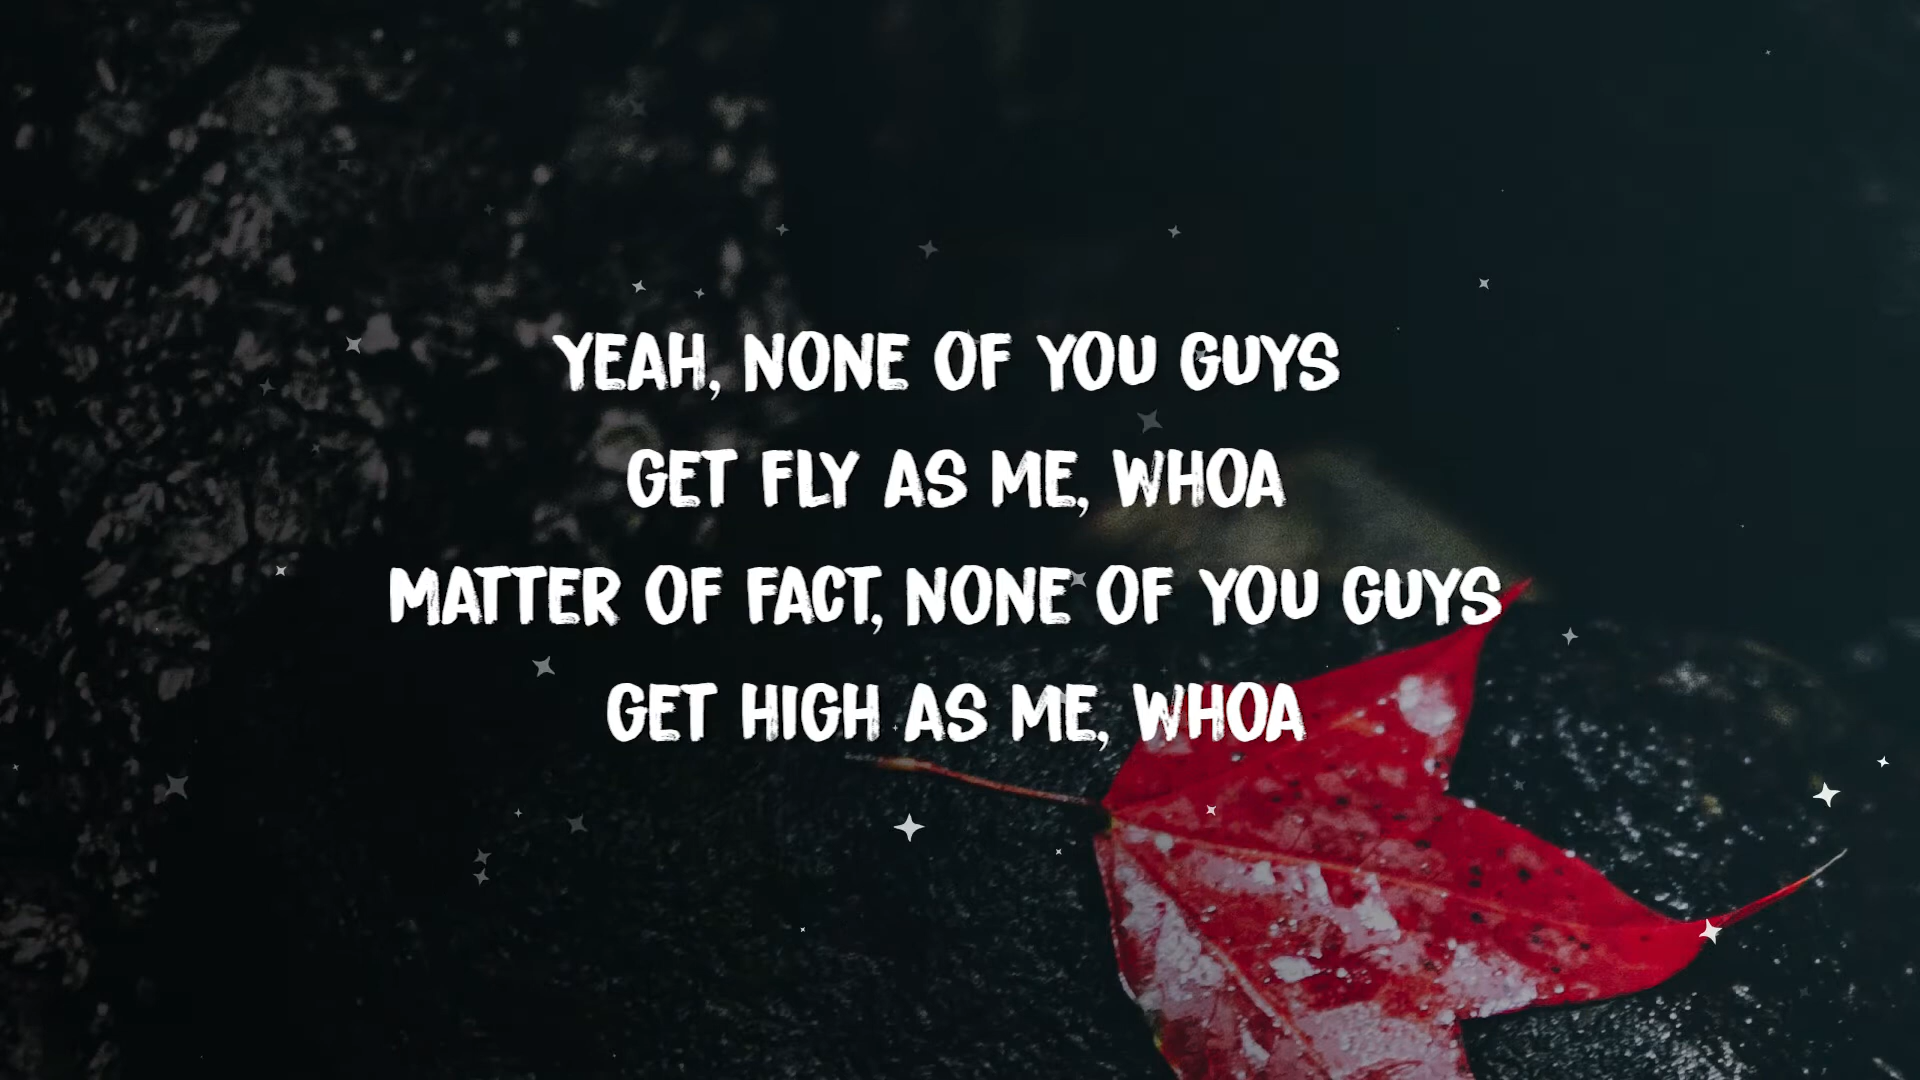 YEAH, NONE OF YOU GUYS
GET FLY AS ME, WHOA
MATTER OF FACT, NONE OF YOU GUYS
GET HIGH AS ME, WHOA